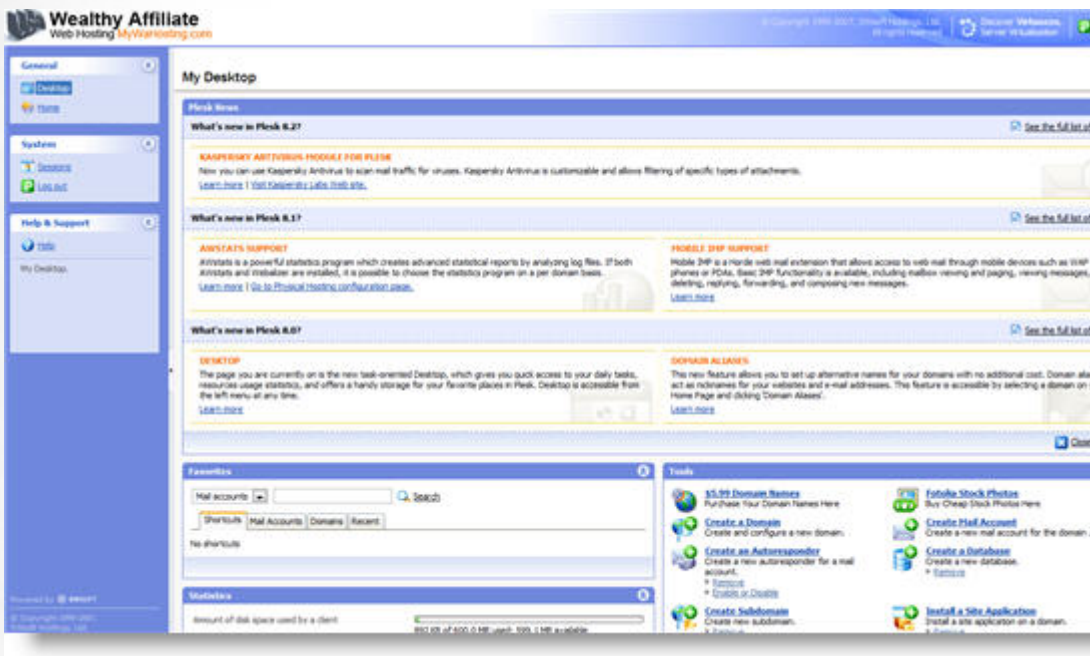 Wealthy Affiliate
Web Hosting MyWaHosting.com
Discover Virtuozzo
Server Virtualization
General
Desktop
Home
System
Sessions
Log out
Help & Support
Help
My Desktop.
My Desktop
Plesk News
What's new in Plesk 8.2?
See the full list of
KASPERSKY ANTIVIRUS MODULE FOR PLESK
Now you can use Kaspersky Antivirus to scan mail traffic for viruses. Kaspersky Antivirus is customizable and allows filtering of specific types of attachments.
Learn more | Visit Kaspersky Labs Web site.
What's new in Plesk 8.1?
See the full list of
AWSTATS SUPPORT
AWstats is a powerful statistics program which creates advanced statistical reports by analyzing log files. If both
AWstats and Webalizer are installed, it is possible to choose the statistics program on a per domain basis.
Learn more | Go to Physical Hosting configuration page.
MOBILE IMP SUPPORT
Mobile IMP is a Horde web mail extension that allows access to web mail through mobile devices such as WAP
phones or PDAs. Basic IMP functionality is available, including mailbox viewing and paging, viewing messages,
deleting, replying, forwarding, and composing new messages.
Learn more
What's new in Plesk 8.0?
See the full list of
DESKTOP
The page you are currently on is the new task-oriented Desktop, which gives you quick access to your daily tasks,
resources usage statistics, and offers a handy storage for your favorite places in Plesk. Desktop is accessible from
the left menu at any time.
Learn more
DOMAIN ALIASES
This new feature allows you to set up alternative names for your domains with no additional cost. Domain alia
act as nicknames for your websites and e-mail addresses. This feature is accessible by selecting a domain on
Home Page and clicking 'Domain Aliases'.
Learn more
Close
Favorites
Mail accounts
Search
Shortcuts Mail Accounts Domains Recent
No shortcuts
Statistics
Amount of disk space used by a client
Tools
$5.99 Domain Names
Purchase Your Domain Names Here
Create a Domain
Create and configure a new domain.
Create an Autoresponder
Create a new autoresponder for a mail
account.
Remove
Enable or Disable
Create Subdomain
Create new subdomain.
Fotolia Stock Photos
Buy Cheap Stock Photos Here
Create Mail Account
Create a new mail account for the domain.
Create a Database
Create a new database.
Remove
Install a Site Application
Install a site application on a domain.